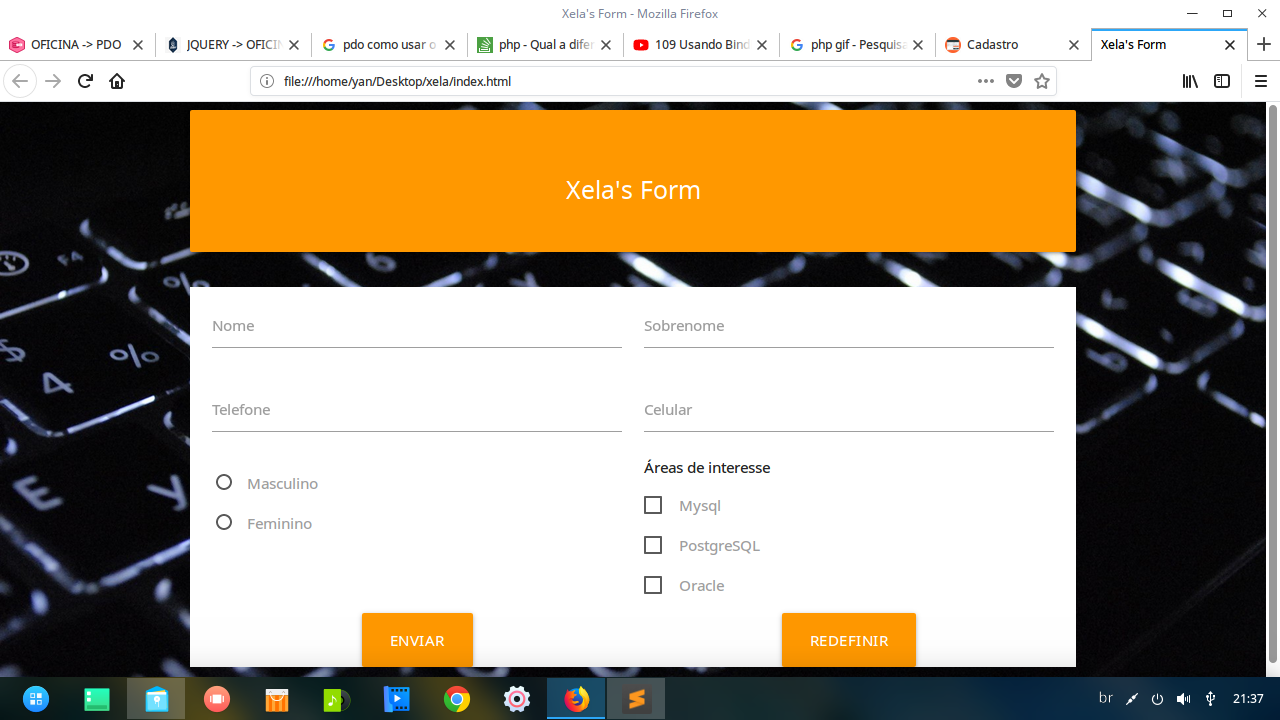 Xela's Form - Mozilla Firefox
OFICINA -> PDO
JQUERY -> OFICIN
pdo como usar o
php - Qual a difer
109 Usando Bind
php gif - Pesquisa
Cadastro
Xela's Form
file:///home/yan/Desktop/xela/index.html
Xela's Form
Nome
Sobrenome
Telefone
Celular
Masculino
Feminino
Áreas de interesse
Mysql
PostgreSQL
Oracle
ENVIAR
REDEFINIR
br
21:37